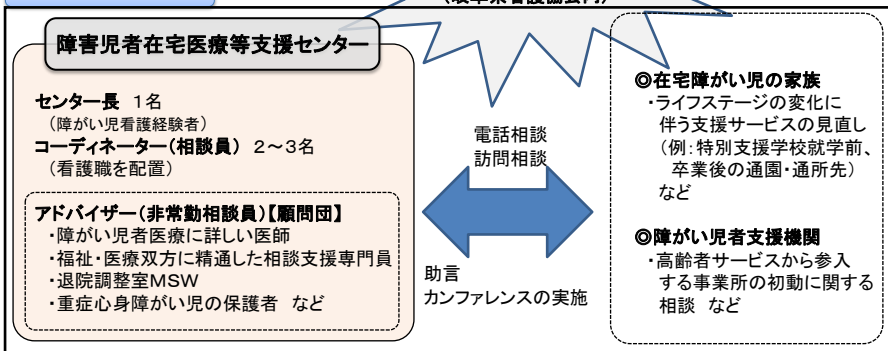 障害児者在宅医療等支援センター
センター長 1名
（障がい児看護経験者）
コーディネーター（相談員） 2～3名
（看護職を配置）
アドバイザー（非常勤相談員）【顧問団】
・障がい児者医療に詳しい医師
・福祉・医療双方に精通した相談支援専門員
・退院調整室MSW
・重症心身障がい児の保護者 など
電話相談
訪問相談
助言
カンファレンスの実施
◎在宅障がい児の家族
・ライフステージの変化に
伴う支援サービスの見直し
（例：特別支援学校就学前、
卒業後の通園・通所先）
など
◎障がい児者支援機関
・高齢者サービスから参入
する事業所の初動に関する
相談 など